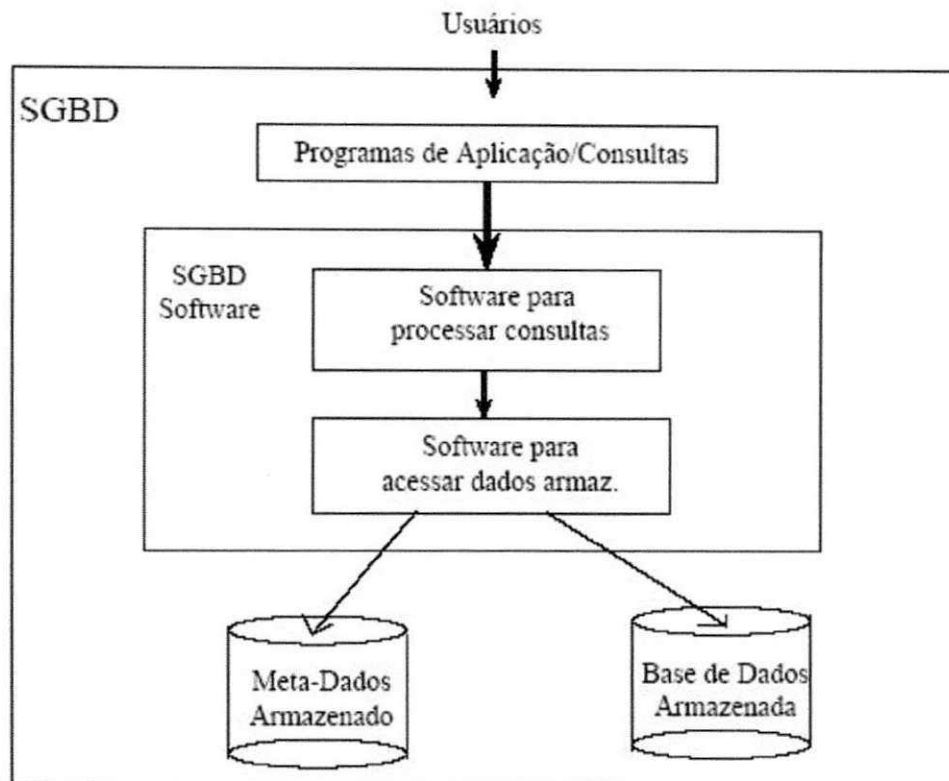 Usuários
SGBD
Programas de Aplicação/Consultas
SGBD
Software
Software para
processar consultas
Software para
acessar dados armaz.
Meta-Dados
Armazenado
Base de Dados
Armazenada